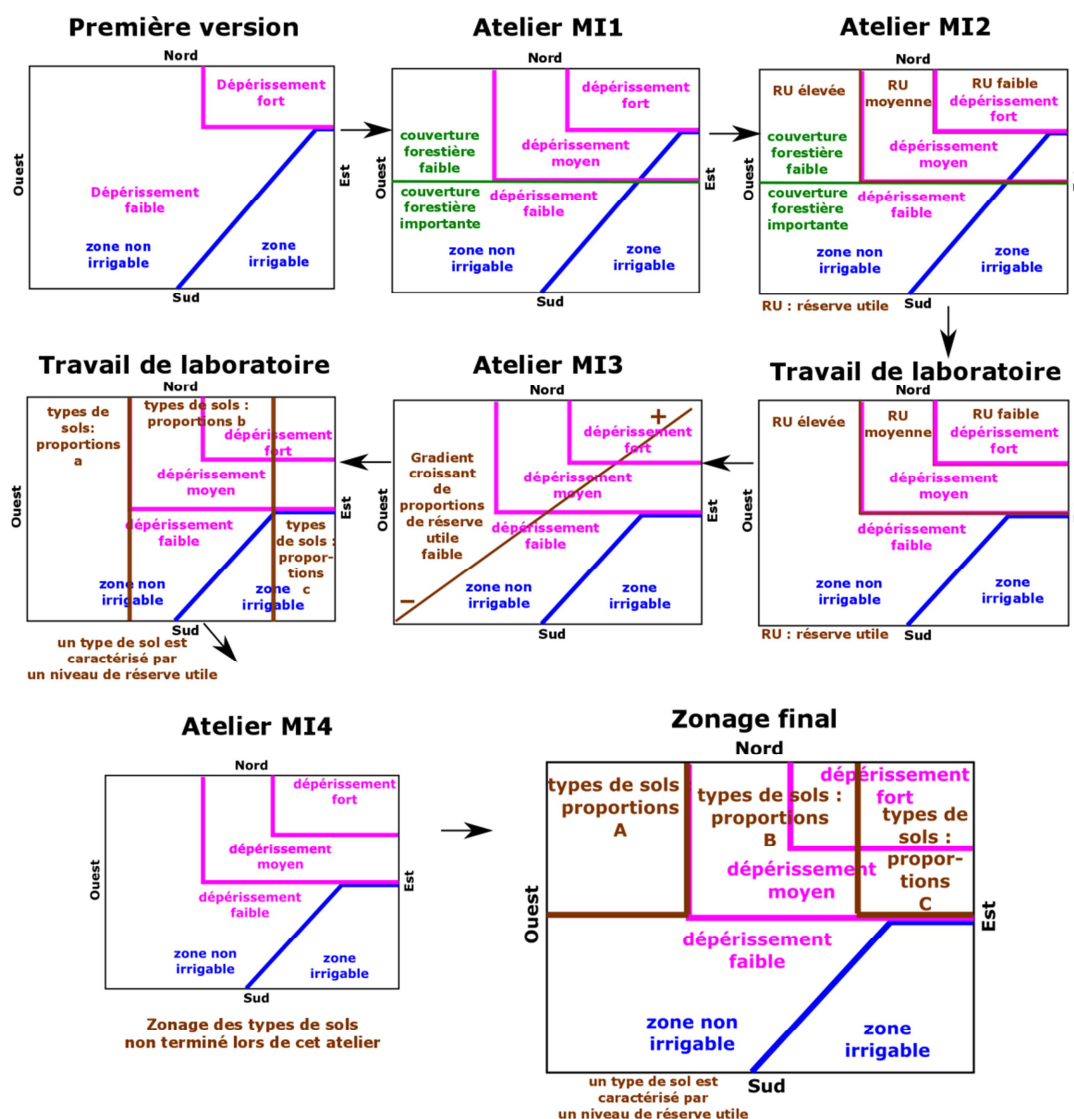 Première version
Nord
Dépérissement
fort
Ouest
Est
Dépérissement
faible
zone non
irrigable
zone
irrigable
Sud
Atelier MI1
Nord
dépérissement
fort
couverture
forestière
faible
dépérissement
moyen
Ouest
Est
couverture
forestière
importante
dépérissement
faible
zone non
irrigable
zone
irrigable
Sud
Atelier MI2
Nord
RU élevée
RU
moyenne
RU faible
dépérissement
fort
couverture
forestière
faible
dépérissement
moyen
Ouest
couverture
forestière
importante
dépérissement
faible
zone non
irrigable
zone
irrigable
Sud
RU : réserve utile
Travail de laboratoire
Nord
types de
sols:
proportions
a
types de sols :
proportions b
dépérissement
fort
dépérissement
moyen
Ouest
Est
dépérissement
faible
types
de sols :
propor-
tions
c
zone non
irrigable
zone
irrigable
Sud
un type de sol est
caractérisé par
un niveau de réserve utile
Atelier MI3
Nord
+
dépérissement
fort
Gradient
croissant
de
proportions
de réserve
utile
faible
dépérissement
moyen
Ouest
Est
dépérissement
faible
zone non
irrigable
zone
irrigable
–
Sud
Travail de laboratoire
Nord
RU élevée
RU
moyenne
RU faible
dépérissement
fort
dépérissement
moyen
Ouest
dépérissement
faible
zone non
irrigable
zone
irrigable
Sud
RU : réserve utile
Atelier MI4
Nord
dépérissement
fort
dépérissement
moyen
Ouest
Est
dépérissement
faible
zone non
irrigable
zone
irrigable
Sud
Zonage des types de sols
non terminé lors de cet atelier
Zonage final
Nord
types de sols
proportions
A
types de sols :
proportions
B
dépérissement
fort
types de
sols :
propor-
tions
C
dépérissement
moyen
Ouest
Est
dépérissement
faible
zone non
irrigable
zone
irrigable
Sud
un type de sol est
caractérisé par
un niveau de réserve utile